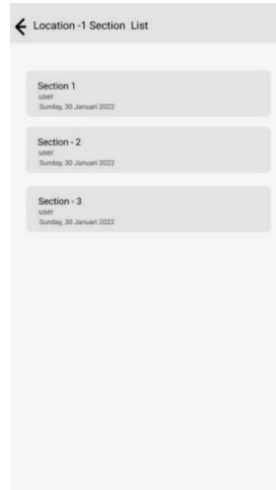 Location -1 Section List
Section 1
user
Sunday, 30 Januari 2022
Section - 2
user
Sunday, 30 Januari 2022
Section - 3
user
Sunday, 30 Januari 2022